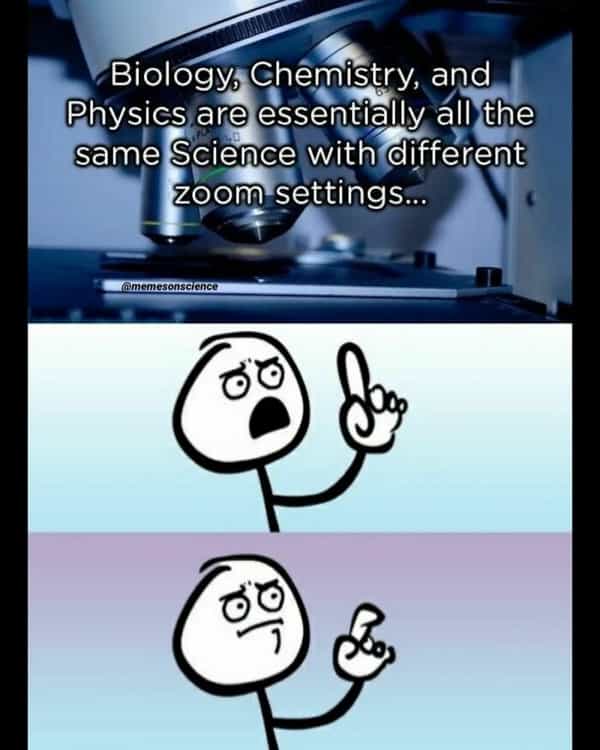 Biology, Chemistry, and
Physics are essentially all the
same Science with different
zoom settings...
@memesonscience